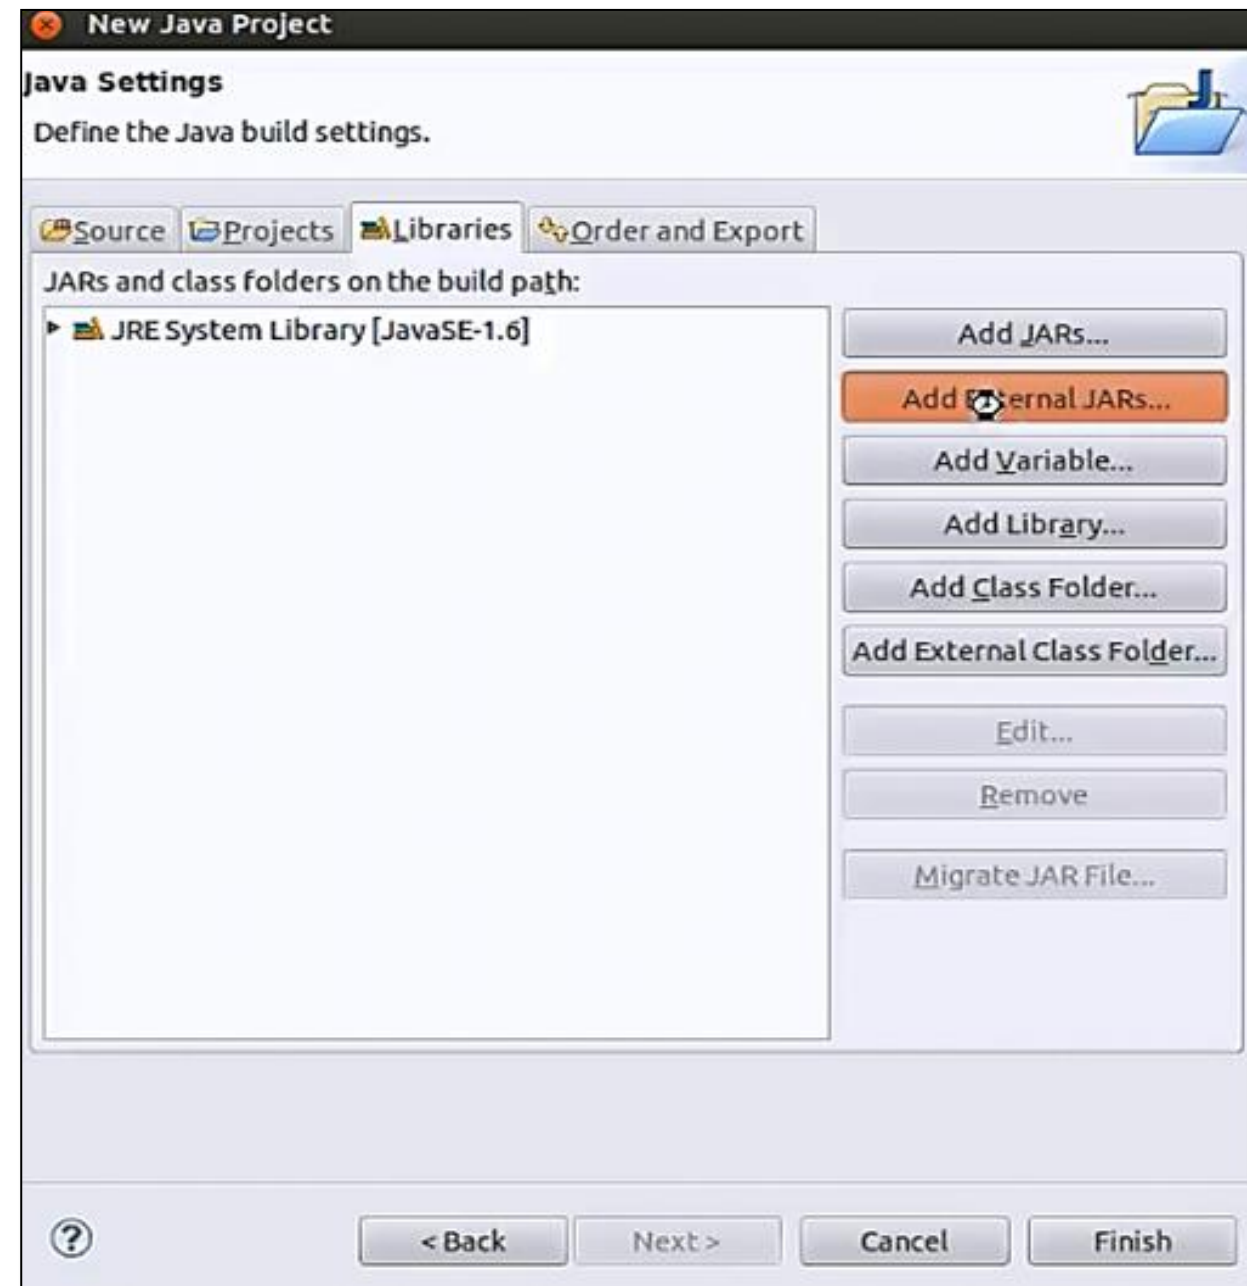 New Java Project
Java Settings
Define the Java build settings.
Source Projects Libraries Order and Export
JARs and class folders on the build path:
JRE System Library [JavaSE-1.6]
Add JARs...
Add External JARs...
Add Variable...
Add Library...
Add Class Folder...
Add External Class Folder...
Edit...
Remove
Migrate JAR File...
? < Back Next > Cancel Finish